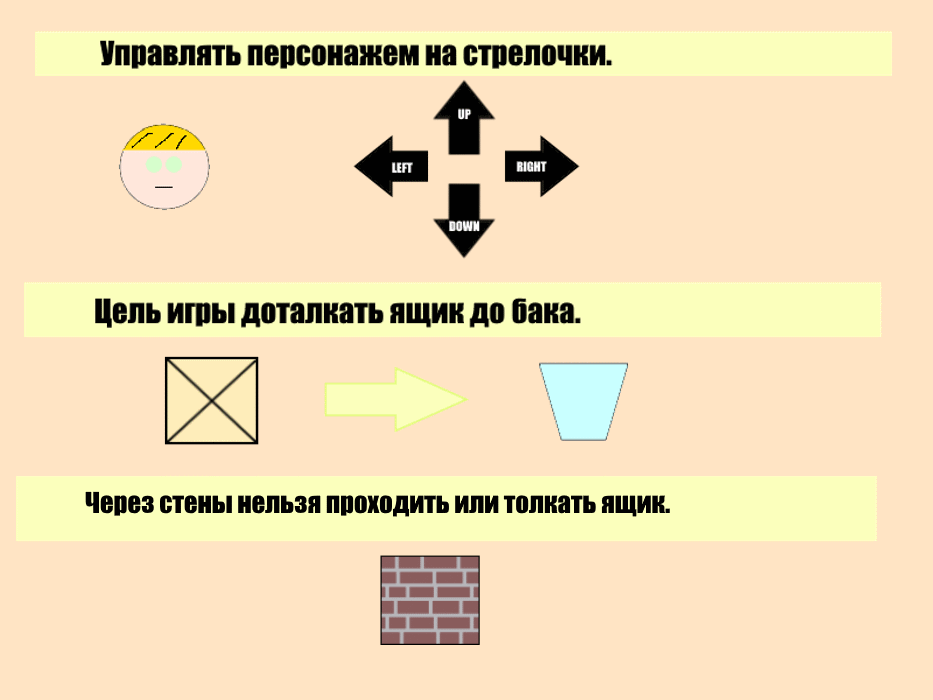 Управлять персонажем на стрелочки.
UP
LEFT
RIGHT
DOWN
Цель игры доталкать ящик до бака.
Через стены нельзя проходить или толкать ящик.